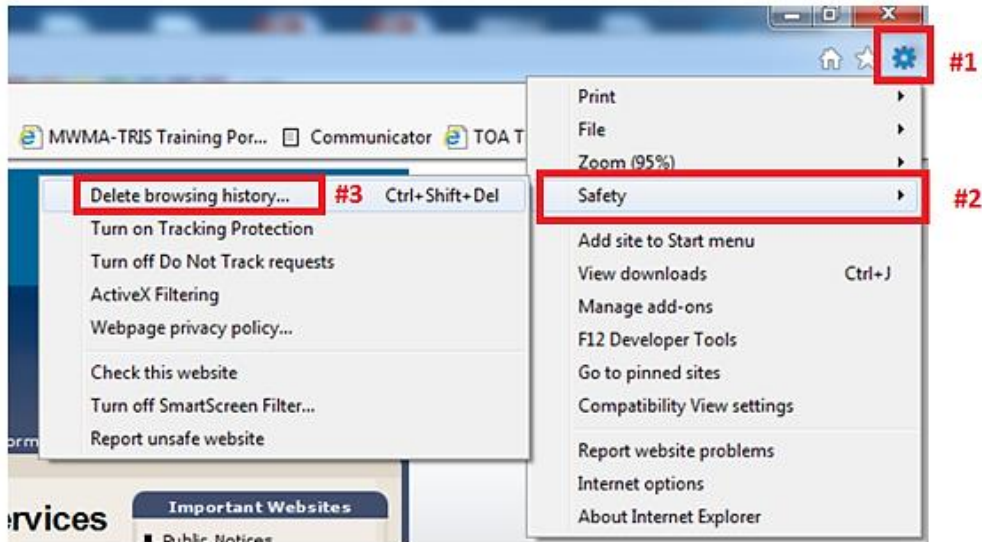 #1
Print
File
MWMA-TRIS Training Por... Communicator TOA T
Zoom (95%)
Delete browsing history... #3 Ctrl+Shift+Del
Safety
#2
Turn on Tracking Protection
Turn off Do Not Track requests
ActiveX Filtering
Webpage privacy policy...
Check this website
Turn off SmartScreen Filter...
Report unsafe website
Add site to Start menu
View downloads Ctrl+J
Manage add-ons
F12 Developer Tools
Go to pinned sites
Compatibility View settings
Report website problems
Internet options
About Internet Explorer
orm
ervices
Important Websites
Public Notices